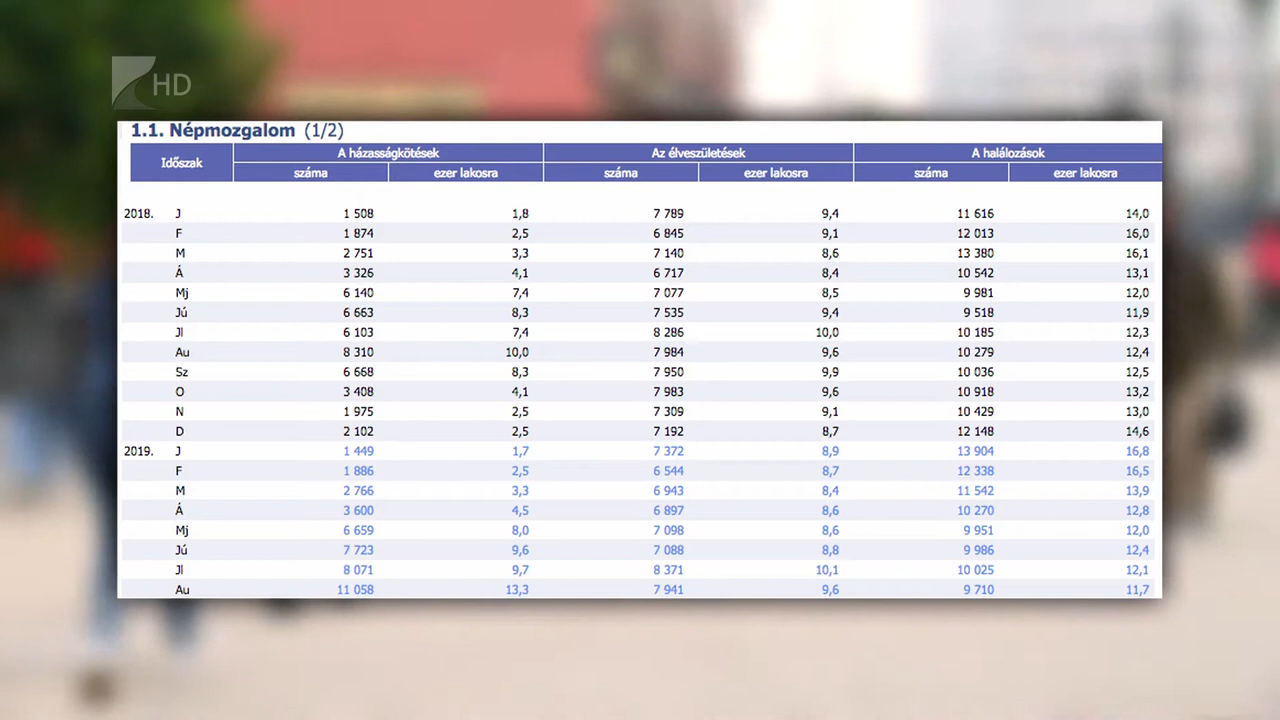 HD
1.1. Népmozgalom (1/2)
Időszak A házasságkötések Az élveszületések A halálozások
száma ezer lakosra száma ezer lakosra száma ezer lakosra
2018. J 1 508 1,8 7 789 9,4 11 616 14,0
F 1 874 2,5 6 845 9,1 12 013 16,0
M 2 751 3,3 7 140 8,6 13 380 16,1
Á 3 326 4,1 6 717 8,4 10 542 13,1
Mj 6 140 7,4 7 077 8,5 9 981 12,0
Jú 6 663 8,3 7 535 9,4 9 518 11,9
Jl 6 103 7,4 8 286 10,0 10 185 12,3
Au 8 310 10,0 7 984 9,6 10 279 12,4
Sz 6 668 8,3 7 950 9,9 10 036 12,5
O 3 408 4,1 7 983 9,6 10 918 13,2
N 1 975 2,5 7 309 9,1 10 429 13,0
D 2 102 2,5 7 192 8,7 12 148 14,6
2019. J 1 449 1,7 7 372 8,9 13 904 16,8
F 1 886 2,5 6 544 8,7 12 338 16,5
M 2 766 3,3 6 943 8,4 11 542 13,9
Á 3 600 4,5 6 897 8,6 10 270 12,8
Mj 6 659 8,0 7 098 8,6 9 951 12,0
Jú 7 723 9,6 7 088 8,8 9 986 12,4
Jl 8 071 9,7 8 371 10,1 10 025 12,1
Au 11 058 13,3 7 941 9,6 9 710 11,7